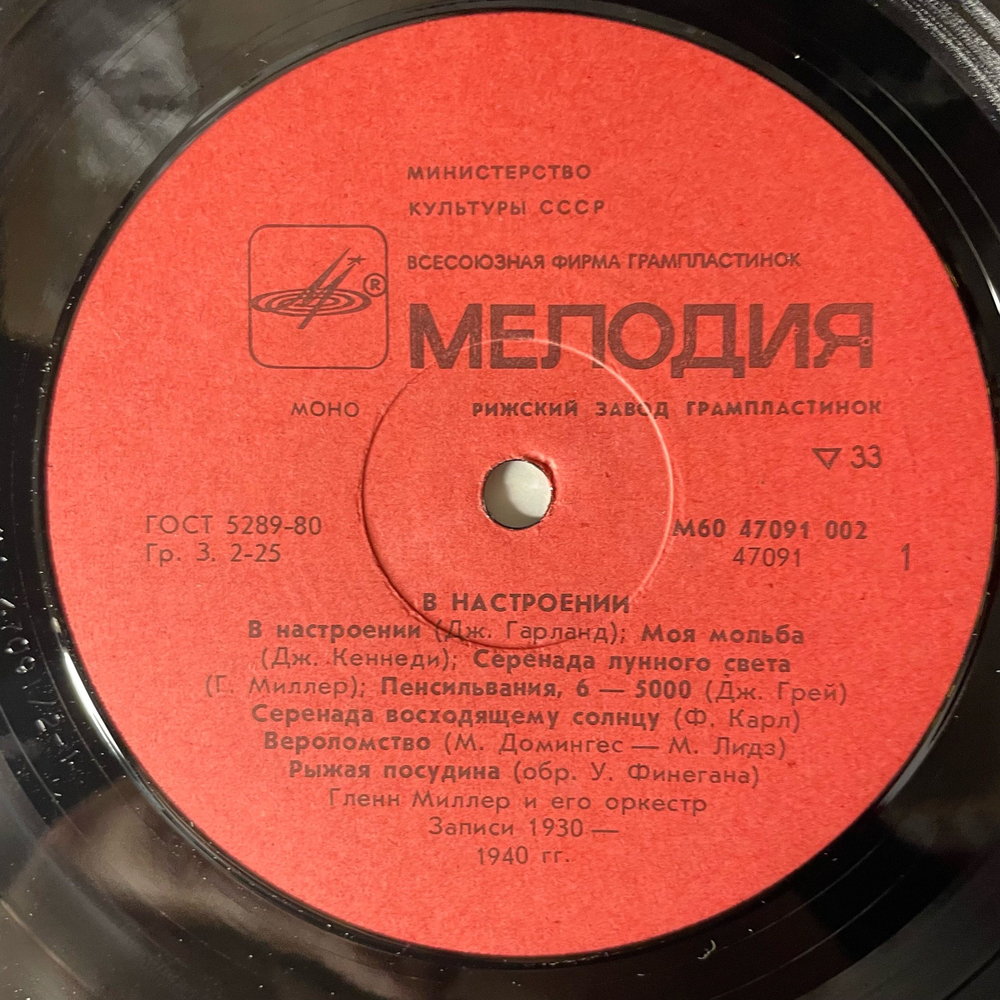 МИНИСТЕРСТВО
КУЛЬТУРЫ СССР
ВСЕСОЮЗНАЯ ФИРМА ГРАМПЛАСТИНОК
®
МЕЛОДИЯ
МОНО
РИЖСКИЙ ЗАВОД ГРАМПЛАСТИНОК
▽ 33
ГОСТ 5289-80
Гр. 3. 2-25
М60 47091 002
47091
1
В НАСТРОЕНИИ
В настроении (Дж. Гарланд); Моя мольба
(Дж. Кеннеди); Серенада лунного света
(Г. Миллер); Пенсильвания, 6 — 5000 (Дж. Грей)
Серенада восходящему солнцу (Ф. Карл)
Вероломство (М. Домингес — М. Лидз)
Рыжая посудина (обр. У. Финегана)
Гленн Миллер и его оркестр
Записи 1930 —
1940 гг.